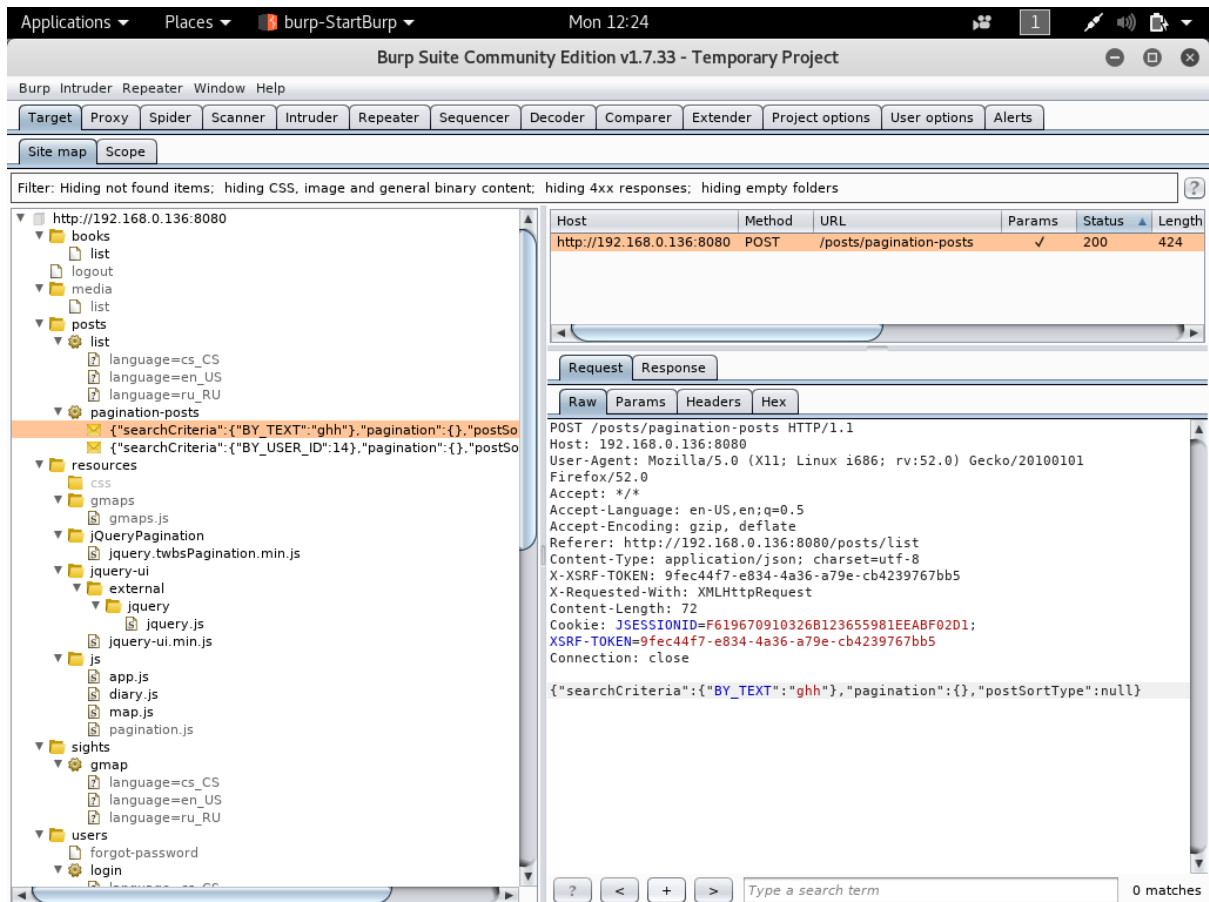 Applications Places burp-StartBurp Mon 12:24 1
Burp Suite Community Edition v1.7.33 - Temporary Project
Burp Intruder Repeater Window Help
Target Proxy Spider Scanner Intruder Repeater Sequencer Decoder Comparer Extender Project options User options Alerts
Site map Scope
Filter: Hiding not found items; hiding CSS, image and general binary content; hiding 4xx responses; hiding empty folders ?
http://192.168.0.136:8080
books
list
logout
media
list
posts
list
language=cs_CS
language=en_US
language=ru_RU
pagination-posts
{"searchCriteria":{"BY_TEXT":"ghh"},"pagination":{},"postSo
{"searchCriteria":{"BY_USER_ID":14},"pagination":{},"postSo
resources
css
gmaps
gmaps.js
jQueryPagination
jquery.twbsPagination.min.js
jquery-ui
external
jquery
jquery.js
jquery-ui.min.js
js
app.js
diary.js
map.js
pagination.js
sights
gmap
language=cs_CS
language=en_US
language=ru_RU
users
forgot-password
login
language=cs_CS
Host Method URL Params Status Length
http://192.168.0.136:8080 POST /posts/pagination-posts ✓ 200 424
Request Response
Raw Params Headers Hex
POST /posts/pagination-posts HTTP/1.1
Host: 192.168.0.136:8080
User-Agent: Mozilla/5.0 (X11; Linux i686; rv:52.0) Gecko/20100101
Firefox/52.0
Accept: */*
Accept-Language: en-US,en;q=0.5
Accept-Encoding: gzip, deflate
Referer: http://192.168.0.136:8080/posts/list
Content-Type: application/json; charset=utf-8
X-XSRF-TOKEN: 9fec44f7-e834-4a36-a79e-cb4239767bb5
X-Requested-With: XMLHttpRequest
Content-Length: 72
Cookie: JSESSIONID=F619670910326B123655981EEABF02D1;
XSRF-TOKEN=9fec44f7-e834-4a36-a79e-cb4239767bb5
Connection: close
{"searchCriteria":{"BY_TEXT":"ghh"},"pagination":{},"postSortType":null}
? < + > Type a search term 0 matches